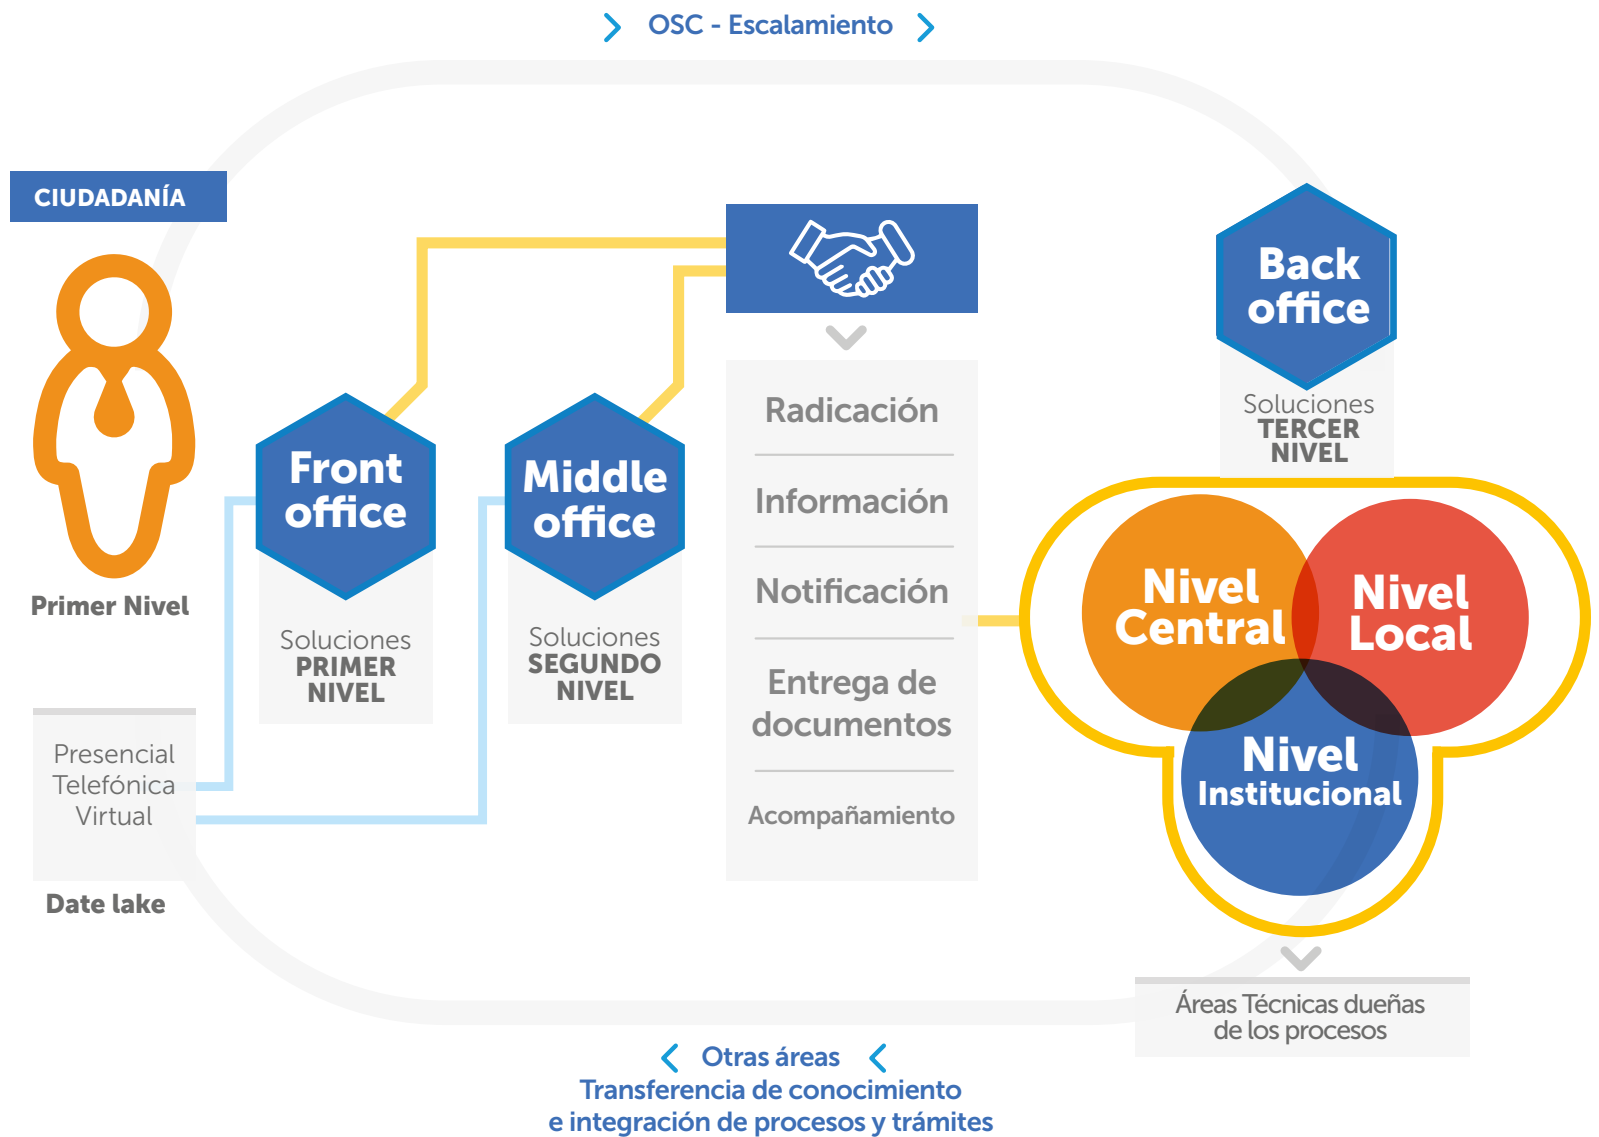 OSC - Escalamiento
CIUDADANÍA
Primer Nivel
Presencial
Telefónica
Virtual
Date lake
Front
office
Soluciones
PRIMER
NIVEL
Middle
office
Soluciones
SEGUNDO
NIVEL
Radicación
Información
Notificación
Entrega de
documentos
Acompañamiento
Back
office
Soluciones
TERCER
NIVEL
Nivel
Central
Nivel
Local
Nivel
Institucional
Áreas Técnicas dueñas
de los procesos
Otras áreas
Transferencia de conocimiento
e integración de procesos y trámites